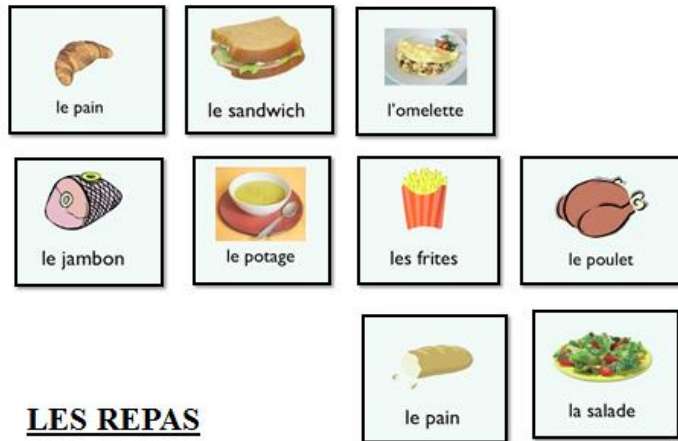 le pain
le sandwich
l'omelette
le jambon
le potage
les frites
le poulet
le pain
la salade
LES REPAS